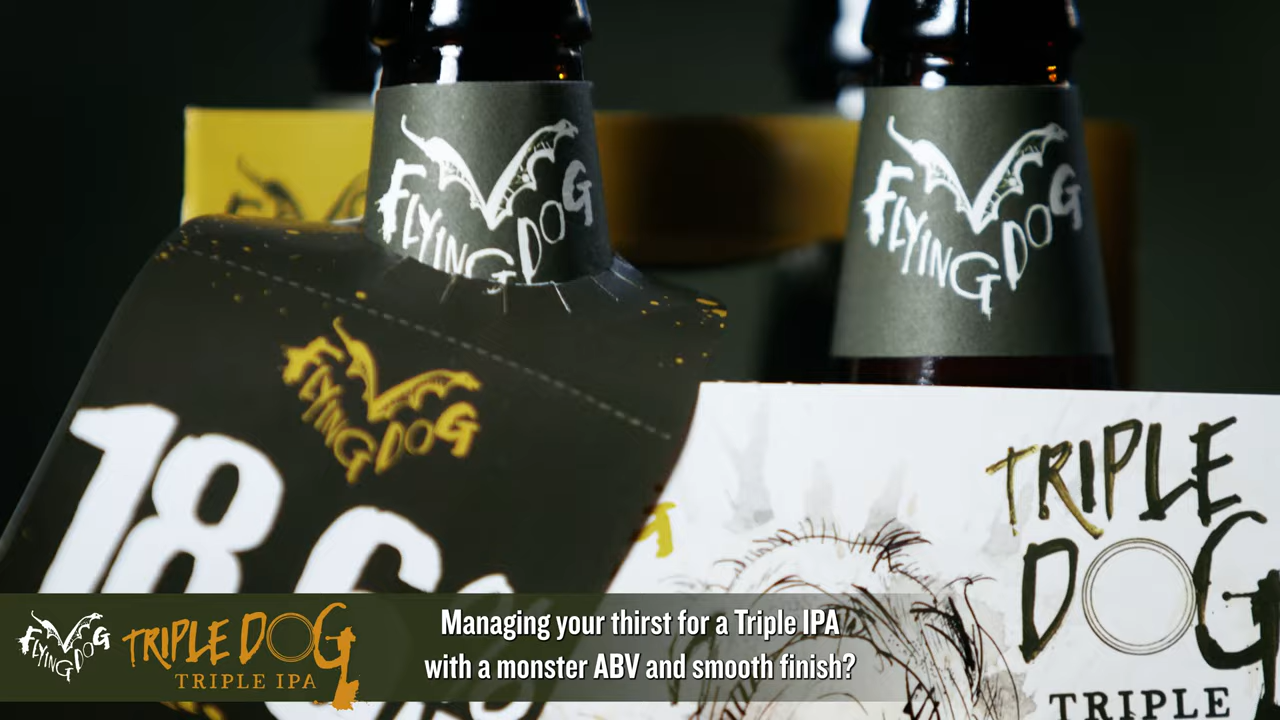 FLYING DOG
FLYING DOG
FLYING DOG
18.6%
TRIPLE
DOG
TRIPLE
FLYING DOG
TRIPLE DOG
TRIPLE IPA
Managing your thirst for a Triple IPA
with a monster ABV and smooth finish?